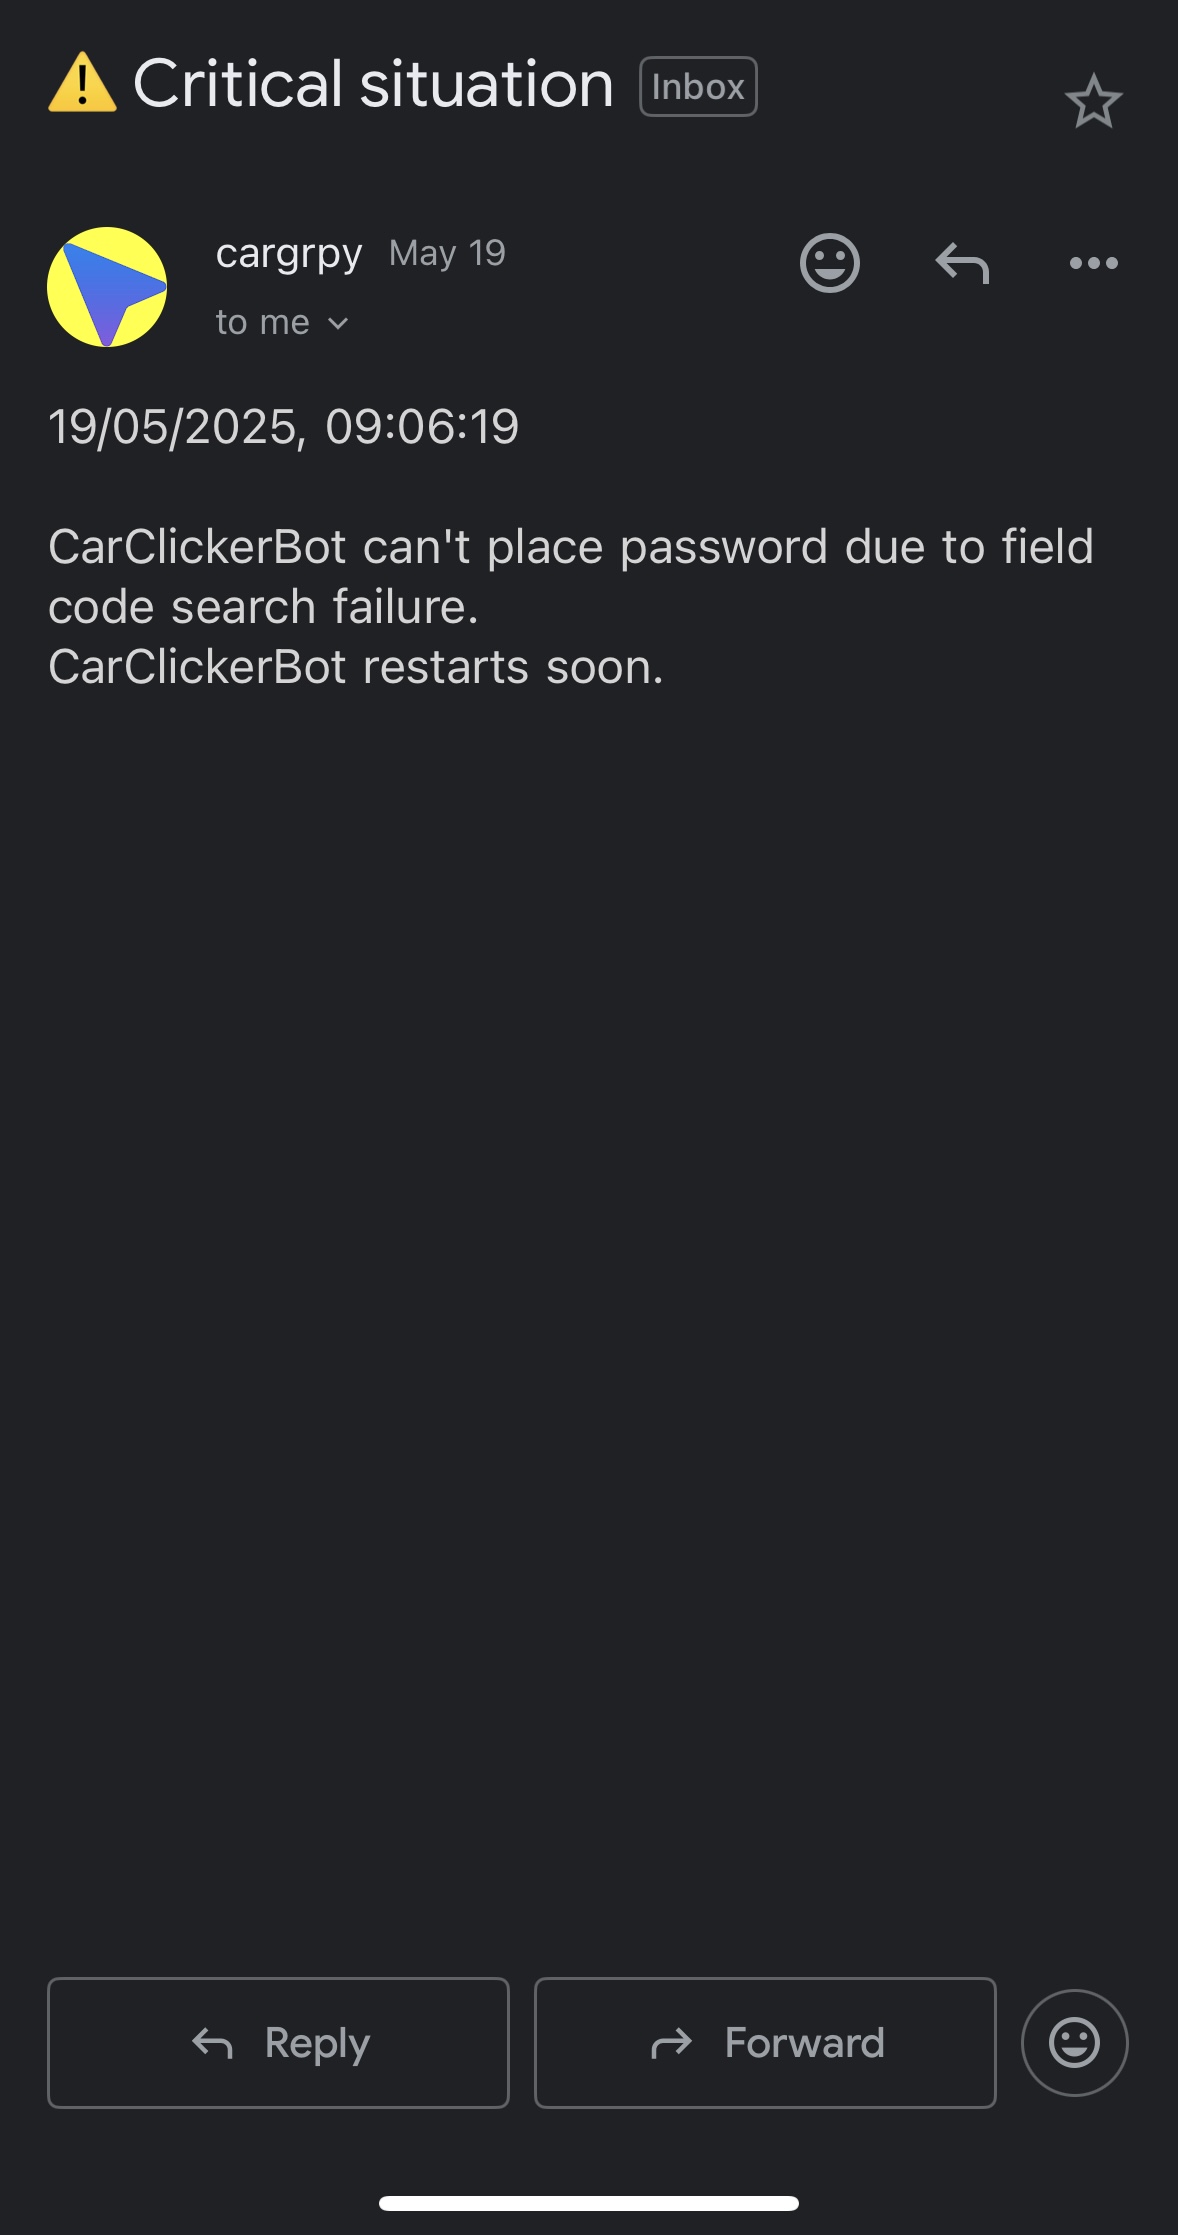 ⚠️ Critical situation Inbox
cargrpy May 19
to me
19/05/2025, 09:06:19
CarClickerBot can't place password due to field
code search failure.
CarClickerBot restarts soon.
Reply Forward